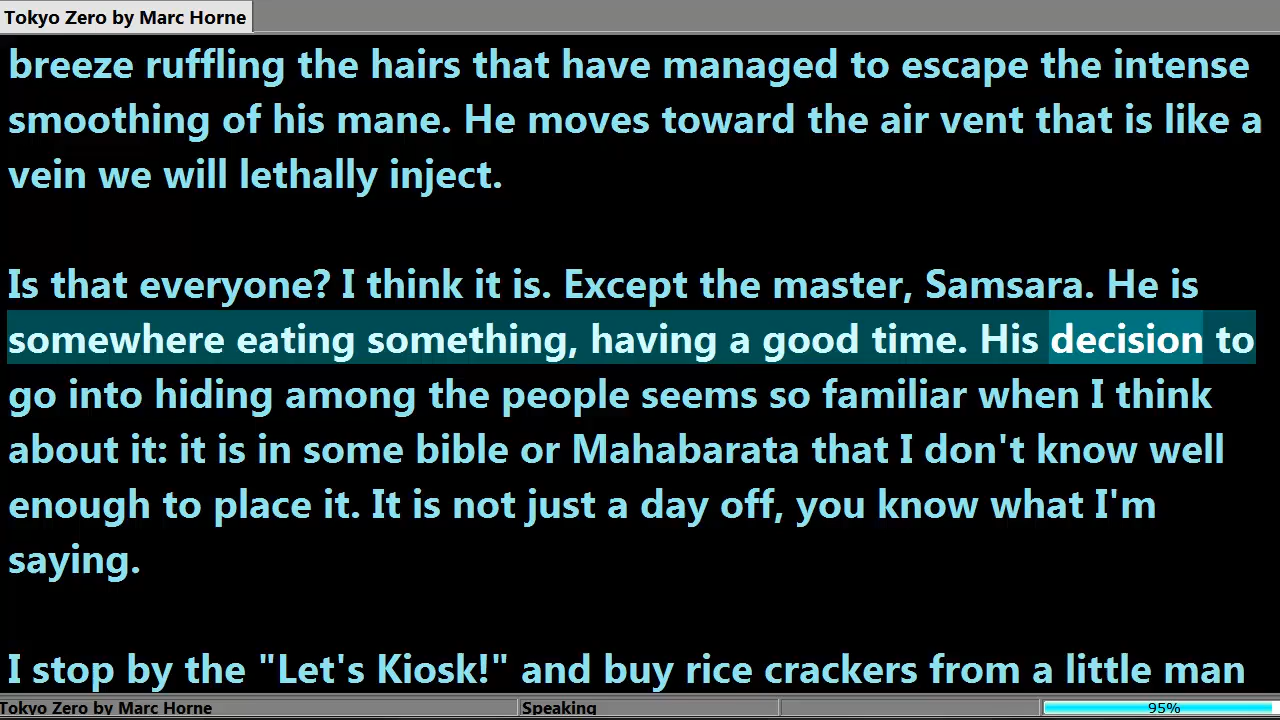 Tokyo Zero by Marc Horne
breeze ruffling the hairs that have managed to escape the intense
smoothing of his mane. He moves toward the air vent that is like a
vein we will lethally inject.
Is that everyone? I think it is. Except the master, Samsara. He is
somewhere eating something, having a good time. His decision to
go into hiding among the people seems so familiar when I think
about it: it is in some bible or Mahabarata that I don't know well
enough to place it. It is not just a day off, you know what I'm
saying.
I stop by the "Let's Kiosk!" and buy rice crackers from a little man
Tokyo Zero by Marc Horne Speaking 95%